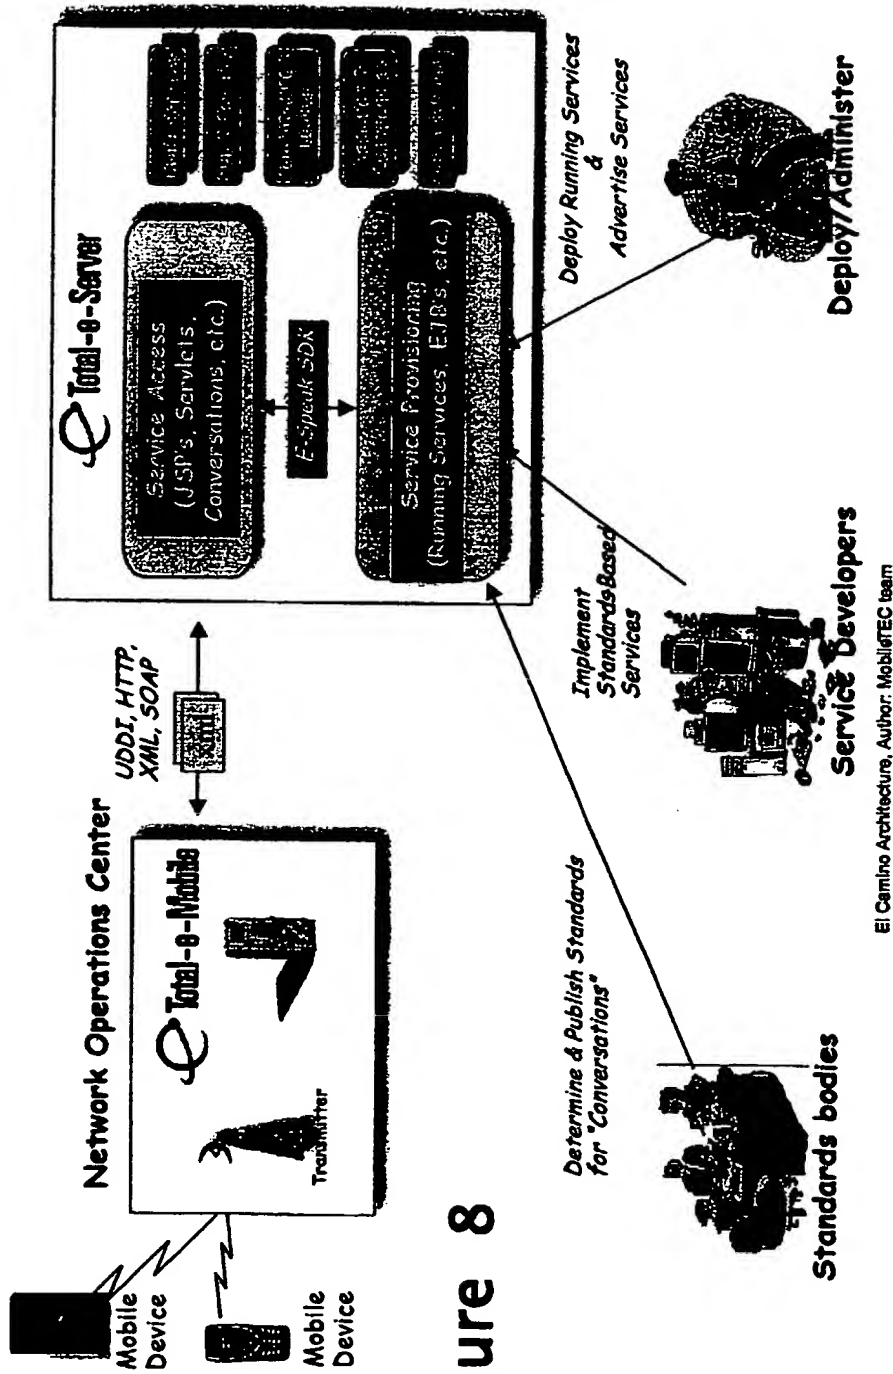 Mobile
Device
Mobile
Device
Network Operations Center
Total-e-Mobile
Transmitter
UDDI, HTTP,
XML, SOAP
xml
Total-e-Server
Service Access
(JSP's, Servlets,
Conversations, etc.)
E-Speak SDK
Service Provisioning
(Running Services, EJB's, etc.)
ure 8
Determine & Publish Standards
for "Conversations"
Implement
StandardsBased
Services
Deploy Running Services
&
Advertise Services
Standards bodies
Service Developers
Deploy/Administer
El Camino Architecture, Author: MobileTEC team